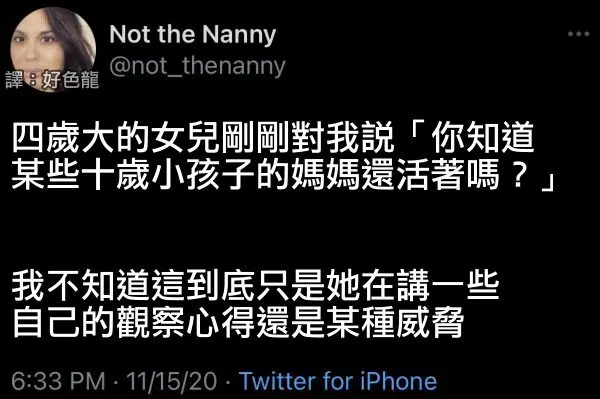 Not the Nanny
@not_thenanny
譯：好色龍
四歲大的女兒剛剛對我説「你知道
某些十歲小孩子的媽媽還活著嗎？」
我不知道這到底只是她在講一些
自己的觀察心得還是某種威脅
6:33 PM · 11/15/20 · Twitter for iPhone